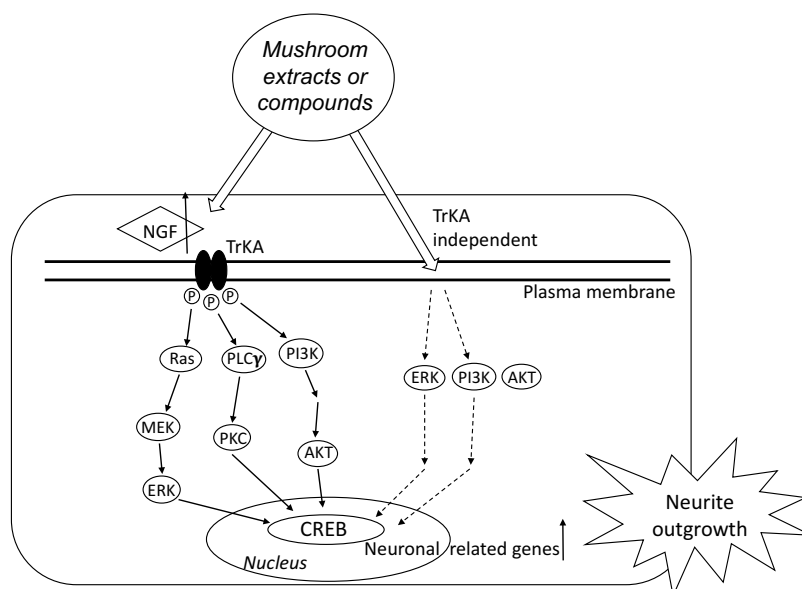 Mushroom
extracts or
compounds
NGF
TrKA
TrKA
independent
Plasma membrane
P
P
P
Ras
PLCγ
PI3K
ERK
PI3K
AKT
MEK
PKC
AKT
ERK
CREB
Nucleus
Neuronal related genes
Neurite
outgrowth